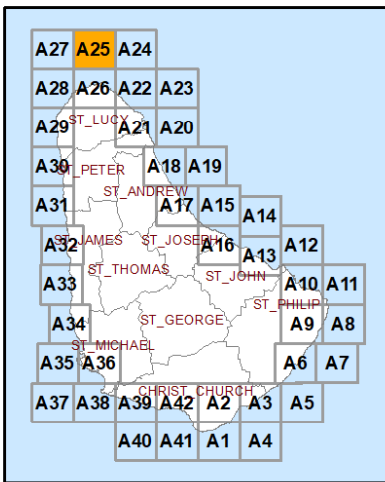 A27 A25 A24
A28 A26 A22 A23
A29 ST_LUCY A21 A20
A30 ST_PETER A18 A19
ST_ANDREW
A31 A17 A15 A14
A32 ST_JAMES ST_JOSEPH A16 A13 A12
ST_THOMAS ST_JOHN
A33 A10 A11
ST_PHILIP
A34 ST_GEORGE A9 A8
ST_MICHAEL
A35 A36 A6 A7
CHRIST_CHURCH
A37 A38 A39 A42 A2 A3 A5
A40 A41 A1 A4